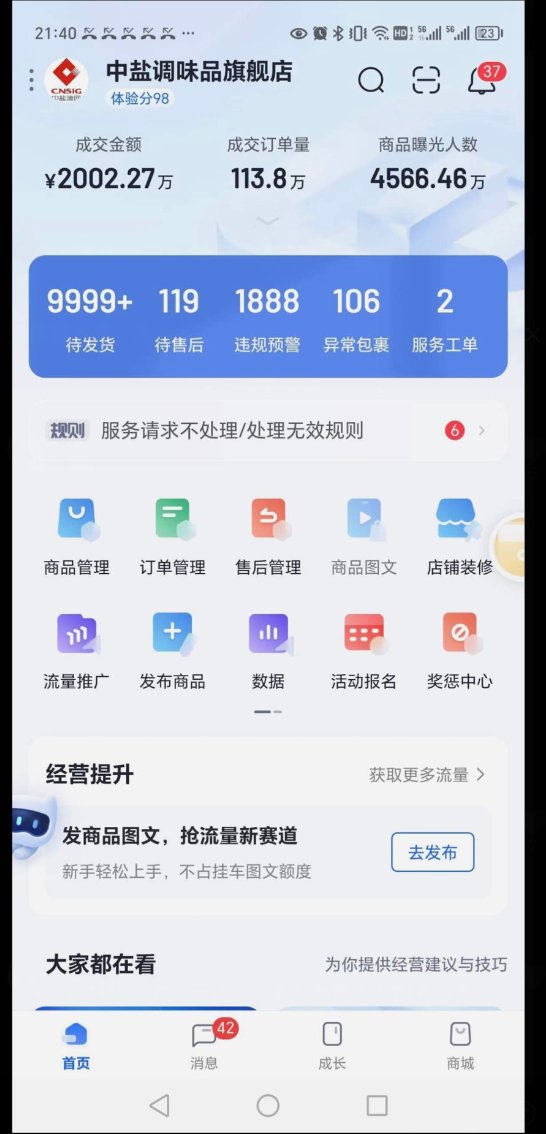 21:40 ··· HD 5G 5G 23
中盐调味品旗舰店 37
CNSIG
体验分98
成交金额 成交订单量 商品曝光人数
¥2002.27万 113.8万 4566.46万
9999+ 119 1888 106 2
待发货 待售后 违规预警 异常包裹 服务工单
规则 服务请求不处理/处理无效规则 6
商品管理 订单管理 售后管理 商品图文 店铺装修
流量推广 发布商品 数据 活动报名 奖惩中心
经营提升 获取更多流量
发商品图文，抢流量新赛道
去发布
新手轻松上手，不占挂车图文额度
大家都在看 为你提供经营建议与技巧
42
首页 消息 成长 商城